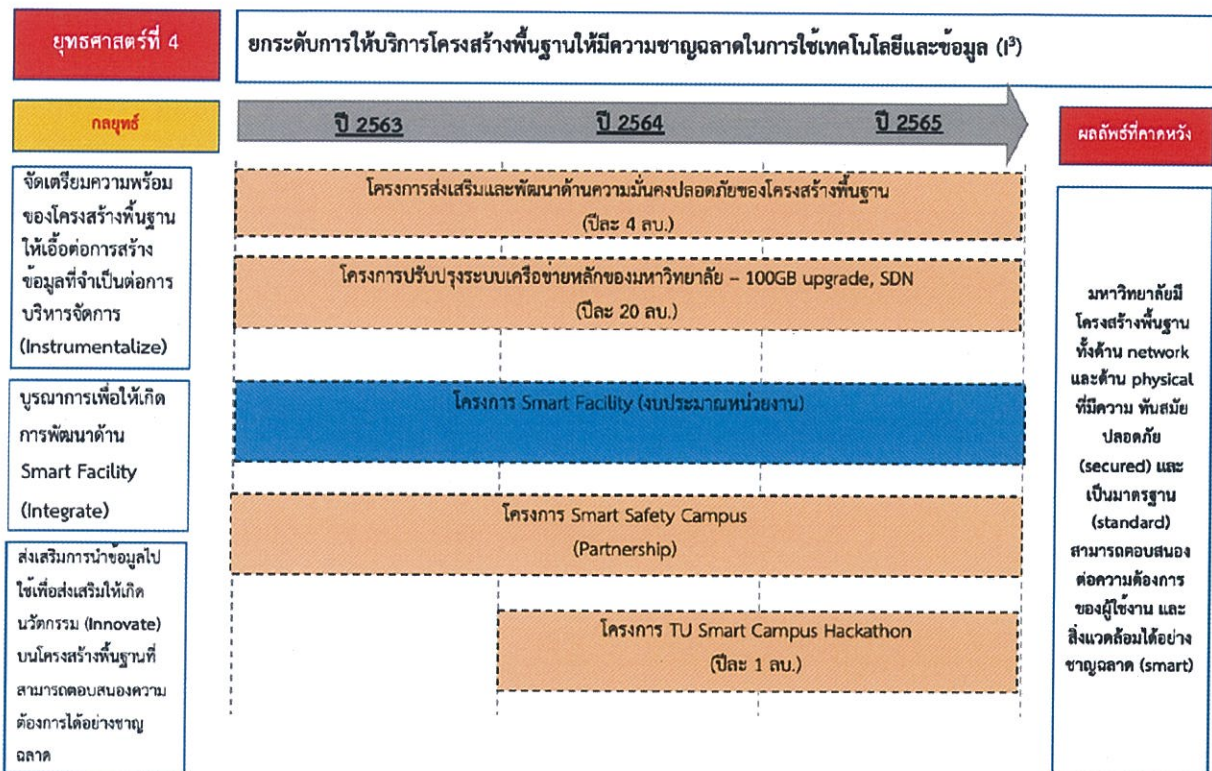 ยุทธศาสตร์ที่ 4
ยกระดับการให้บริการโครงสร้างพื้นฐานให้มีความชาญฉลาดในการใช้เทคโนโลยีและข้อมูล (I³)
กลยุทธ์
ปี 2563
ปี 2564
ปี 2565
ผลลัพธ์ที่คาดหวัง
จัดเตรียมความพร้อม
ของโครงสร้างพื้นฐาน
ให้เอื้อต่อการสร้าง
ข้อมูลที่จำเป็นต่อการ
บริหารจัดการ
(Instrumentalize)
โครงการส่งเสริมและพัฒนาด้านความมั่นคงปลอดภัยของโครงสร้างพื้นฐาน
(ปีละ 4 ลบ.)
โครงการปรับปรุงระบบเครือข่ายหลักของมหาวิทยาลัย – 100GB upgrade, SDN
(ปีละ 20 ลบ.)
บูรณาการเพื่อให้เกิด
การพัฒนาด้าน
Smart Facility
(Integrate)
โครงการ Smart Facility (งบประมาณหน่วยงาน)
โครงการ Smart Safety Campus
(Partnership)
ส่งเสริมการนำข้อมูลไป
ใช้เพื่อส่งเสริมให้เกิด
นวัตกรรม (Innovate)
บนโครงสร้างพื้นฐานที่
สามารถตอบสนองความ
ต้องการได้อย่างชาญ
ฉลาด
โครงการ TU Smart Campus Hackathon
(ปีละ 1 ลบ.)
มหาวิทยาลัยมี
โครงสร้างพื้นฐาน
ทั้งด้าน network
และด้าน physical
ที่มีความ ทันสมัย
ปลอดภัย
(secured) และ
เป็นมาตรฐาน
(standard)
สามารถตอบสนอง
ต่อความต้องการ
ของผู้ใช้งาน และ
สิ่งแวดล้อมได้อย่าง
ชาญฉลาด (smart)